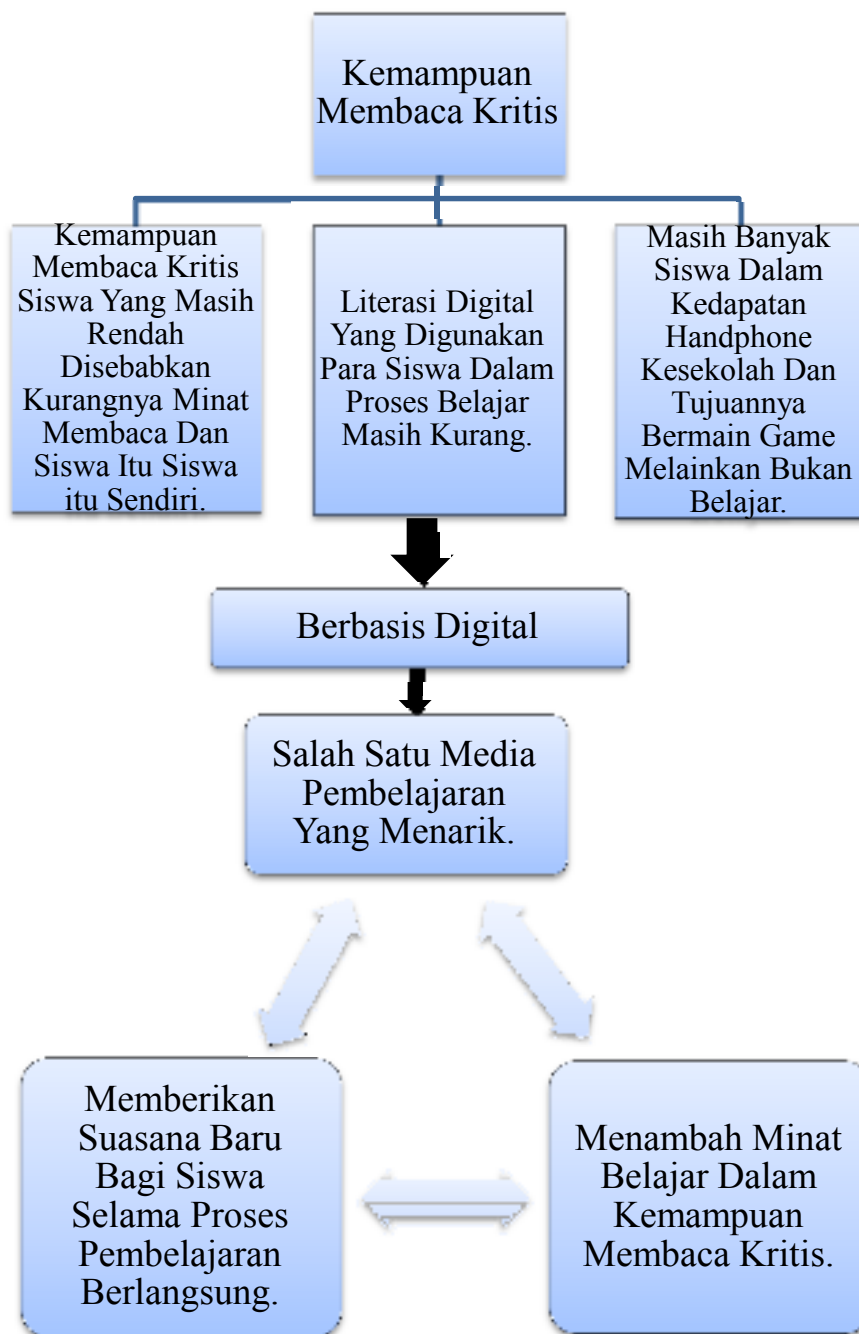 Kemampuan
Membaca Kritis
Kemampuan
Membaca Kritis
Siswa Yang Masih
Rendah
Disebabkan
Kurangnya Minat
Membaca Dan
Siswa Itu Siswa
itu Sendiri.
Literasi Digital
Yang Digunakan
Para Siswa Dalam
Proses Belajar
Masih Kurang.
Masih Banyak
Siswa Dalam
Kedapatan
Handphone
Kesekolah Dan
Tujuannya
Bermain Game
Melainkan Bukan
Belajar.
Berbasis Digital
Salah Satu Media
Pembelajaran
Yang Menarik.
Memberikan
Suasana Baru
Bagi Siswa
Selama Proses
Pembelajaran
Berlangsung.
Menambah Minat
Belajar Dalam
Kemampuan
Membaca Kritis.